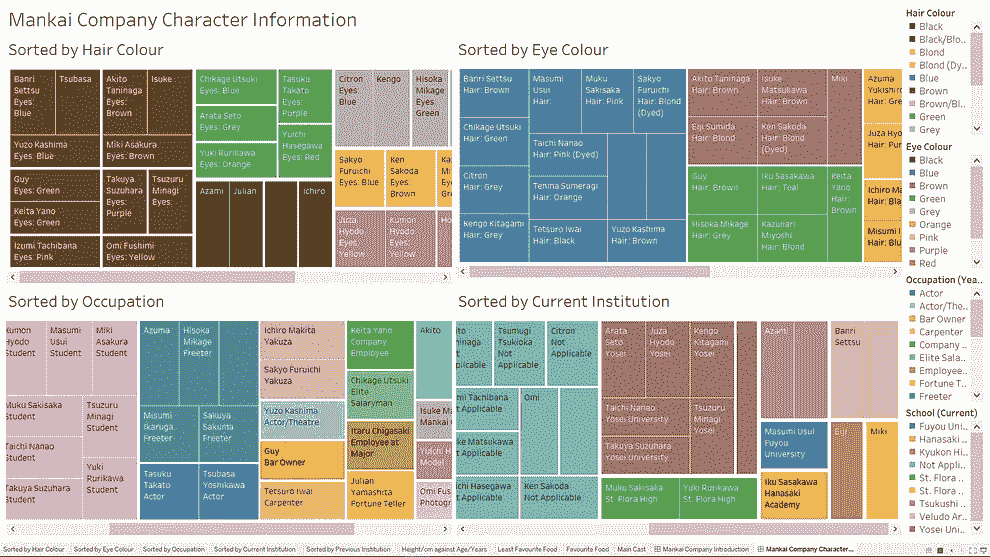 Mankai Company Character Information
Sorted by Hair Colour
Banri
Settsu
Eyes:
Blue
Tsubasa
Akito
Taninaga
Eyes:
Brown
Isuke
Yuzo Kashima
Eyes: Blue
Miki Asakura
Eyes: Brown
Guy
Eyes: Green
Keita Yano
Eyes: Green
Takuya
Suzuhara
Eyes:
Purple
Tsuzuru
Minagi
Eyes:
Izumi Tachibana
Eyes: Pink
Omi Fushimi
Eyes: Yellow
Chikage Utsuki
Eyes: Blue
Arata Seto
Eyes: Grey
Yuki Rurikawa
Eyes: Orange
Tasuku
Takato
Eyes:
Purple
Yuichi
Hasegawa
Eyes: Red
Azami
Julian
Ichiro
Citron
Eyes:
Blue
Kengo
Hisoka
Mikage
Eyes:
Green
Sakyo
Furuichi
Eyes: Blue
Ken
Sakoda
Eyes:
Brown
Juza
Hyodo
Eyes:
Yellow
Kumon
Hyodo
Eyes:
Yellow
Sorted by Eye Colour
Banri Settsu
Hair: Brown
Chikage Utsuki
Hair: Green
Citron
Hair: Grey
Kengo Kitagami
Hair: Grey
Masumi
Usui
Hair:
Muku
Sakisaka
Hair: Pink
Sakyo
Furuichi
Hair: Blond
(Dyed)
Taichi Nanao
Hair: Pink (Dyed)
Tenma Sumeragi
Hair: Orange
Tetsuro Iwai
Hair: Black
Yuzo Kashima
Hair: Brown
Akito Taninaga
Hair: Brown
Isuke
Matsukawa
Hair: Brown
Miki
Eiji Sumida
Hair: Blond
Ken Sakoda
Hair: Blond
(Dyed)
Guy
Hair: Brown
Iku Sasakawa
Hair: Teal
Keita
Yano
Hair:
Brown
Hisoka Mikage
Hair: Grey
Kazunari
Miyoshi
Hair: Blond
Azuma
Yukishiro
Juza Hyo
Hair: Pur
Ichiro Ma
Hair: Bla
Misumi I
Hair: Blu
Sorted by Occupation
Kumon
Hyodo
Student
Masumi
Usui
Student
Miki
Asakura
Student
Muku Sakisaka
Student
Taichi Nanao
Student
Takuya Suzuhara
Student
Tsuzuru
Minagi
Student
Yuki
Rurikawa
Student
Azuma
Hisoka
Mikage
Freeter
Misumi
Ikaruga
Freeter
Sakuya
Sakuma
Freeter
Tasuku
Takato
Actor
Tsubasa
Yoshikawa
Actor
Ichiro Makita
Yakuza
Sakyo Furuichi
Yakuza
Yuzo Kashima
Actor/Theatre
Guy
Bar Owner
Tetsuro Iwai
Carpenter
Keita Yano
Company
Employee
Chikage Utsuki
Elite
Salaryman
Itaru Chigasaki
Employee at
Major
Julian
Yamashita
Fortune Teller
Akito
Isuke Ma
Mankai C
Yuichi H
Model
Omi Fus
Photogr
Sorted by Current Institution
Tsumugi
Tsukioka
Not
Applicable
Citron
Not
Applicable
Omi
Ken Sakoda
Not Applicable
Arata
Seto
Yosei
Juza
Hyodo
Yosei
Kengo
Kitagami
Yosei
Taichi Nanao
Yosei University
Takuya Suzuhara
Yosei University
Tsuzuru
Minagi
Yosei
Muku Sakisaka
St. Flora High
Yuki Rurikawa
St. Flora High
Azami
Masumi Usui
Fuyou
University
Iku Sasakawa
Hanasaki
Academy
Banri
Settsu
Eiji
Miki
Hair Colour
Black
Black/Blo..
Blond
Blond (Dy..
Blue
Brown
Brown/Bl..
Green
Grey
Eye Colour
Black
Blue
Brown
Green
Grey
Orange
Pink
Purple
Red
Occupation (Yea..
Actor
Actor/The..
Bar Owner
Carpenter
Company ..
Elite Sala..
Employee..
Fortune T..
Freeter
School (Current)
Fuyou Uni..
Hanasaki ..
Kyukon Hi..
Not Appli..
St. Flora ..
St. Flora ..
Tsukushi ..
Veludo Ar..
Yosei Uni..
Sorted by Hair Colour
Sorted by Eye Colour
Sorted by Occupation
Sorted by Current Institution
Sorted by Previous Institution
Height/cm against Age/Years
Least Favourite Food
Favourite Food
Main Cast
Mankai Company Introduction
Mankai Company Character...